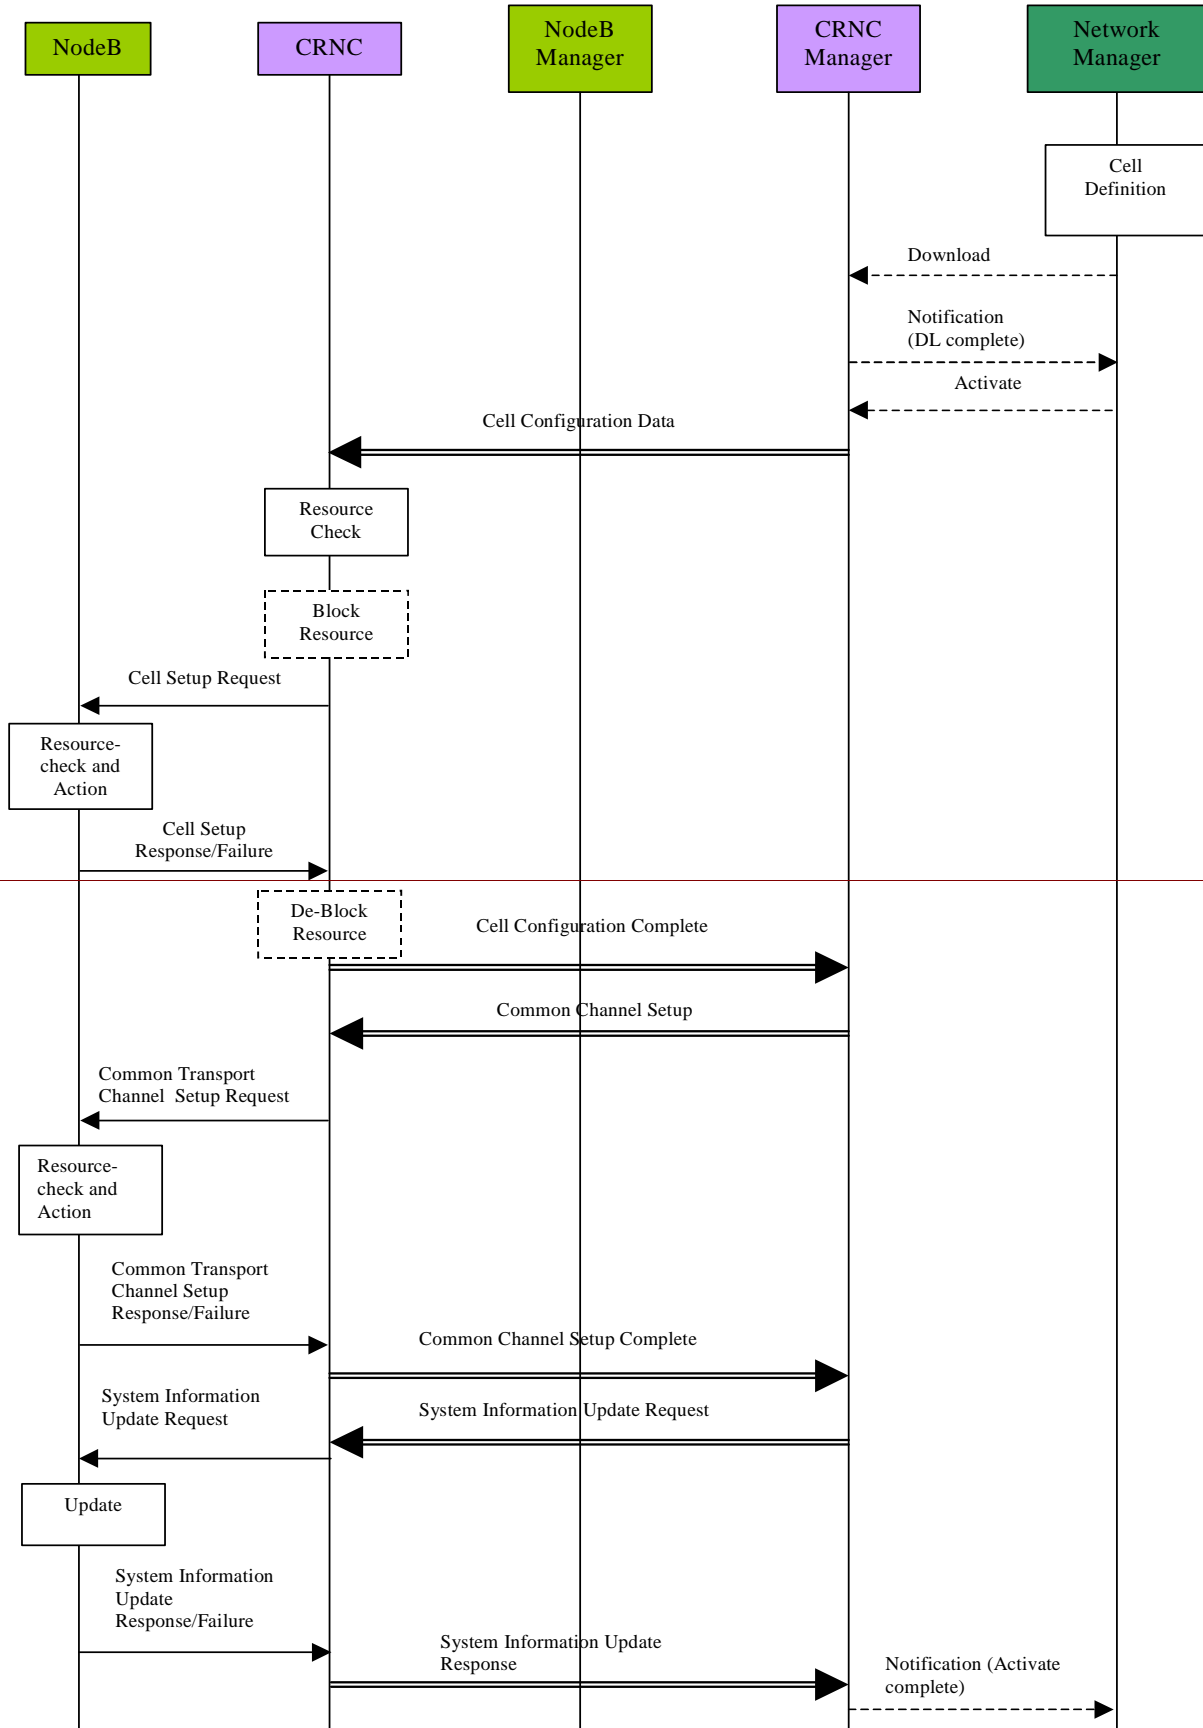 NodeB
CRNC
NodeB
Manager
CRNC
Manager
Network
Manager
Cell
Definition
Download
Notification
(DL complete)
Activate
Cell Configuration Data
Resource
Check
Block
Resource
Cell Setup Request
Resource-
check and
Action
Cell Setup
Response/Failure
De-Block
Resource
Cell Configuration Complete
Common Channel Setup
Common Transport
Channel Setup Request
Resource-
check and
Action
Common Transport
Channel Setup
Response/Failure
Common Channel Setup Complete
System Information
Update Request
System Information Update Request
Update
System Information
Update
Response/Failure
System Information Update
Response
Notification (Activate
complete)